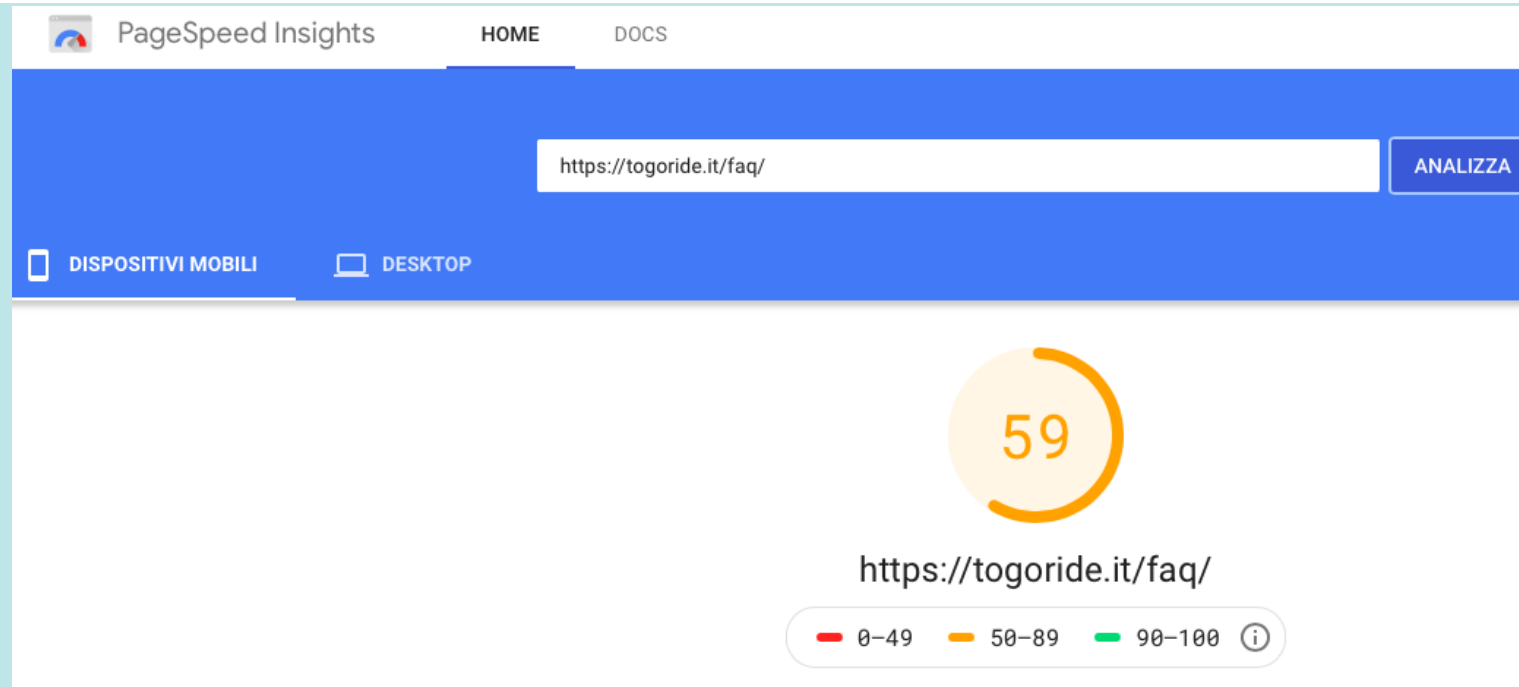 PageSpeed Insights HOME DOCS
https://togoride.it/faq/ ANALIZZA
DISPOSITIVI MOBILI DESKTOP
59
https://togoride.it/faq/
0–49 50–89 90–100